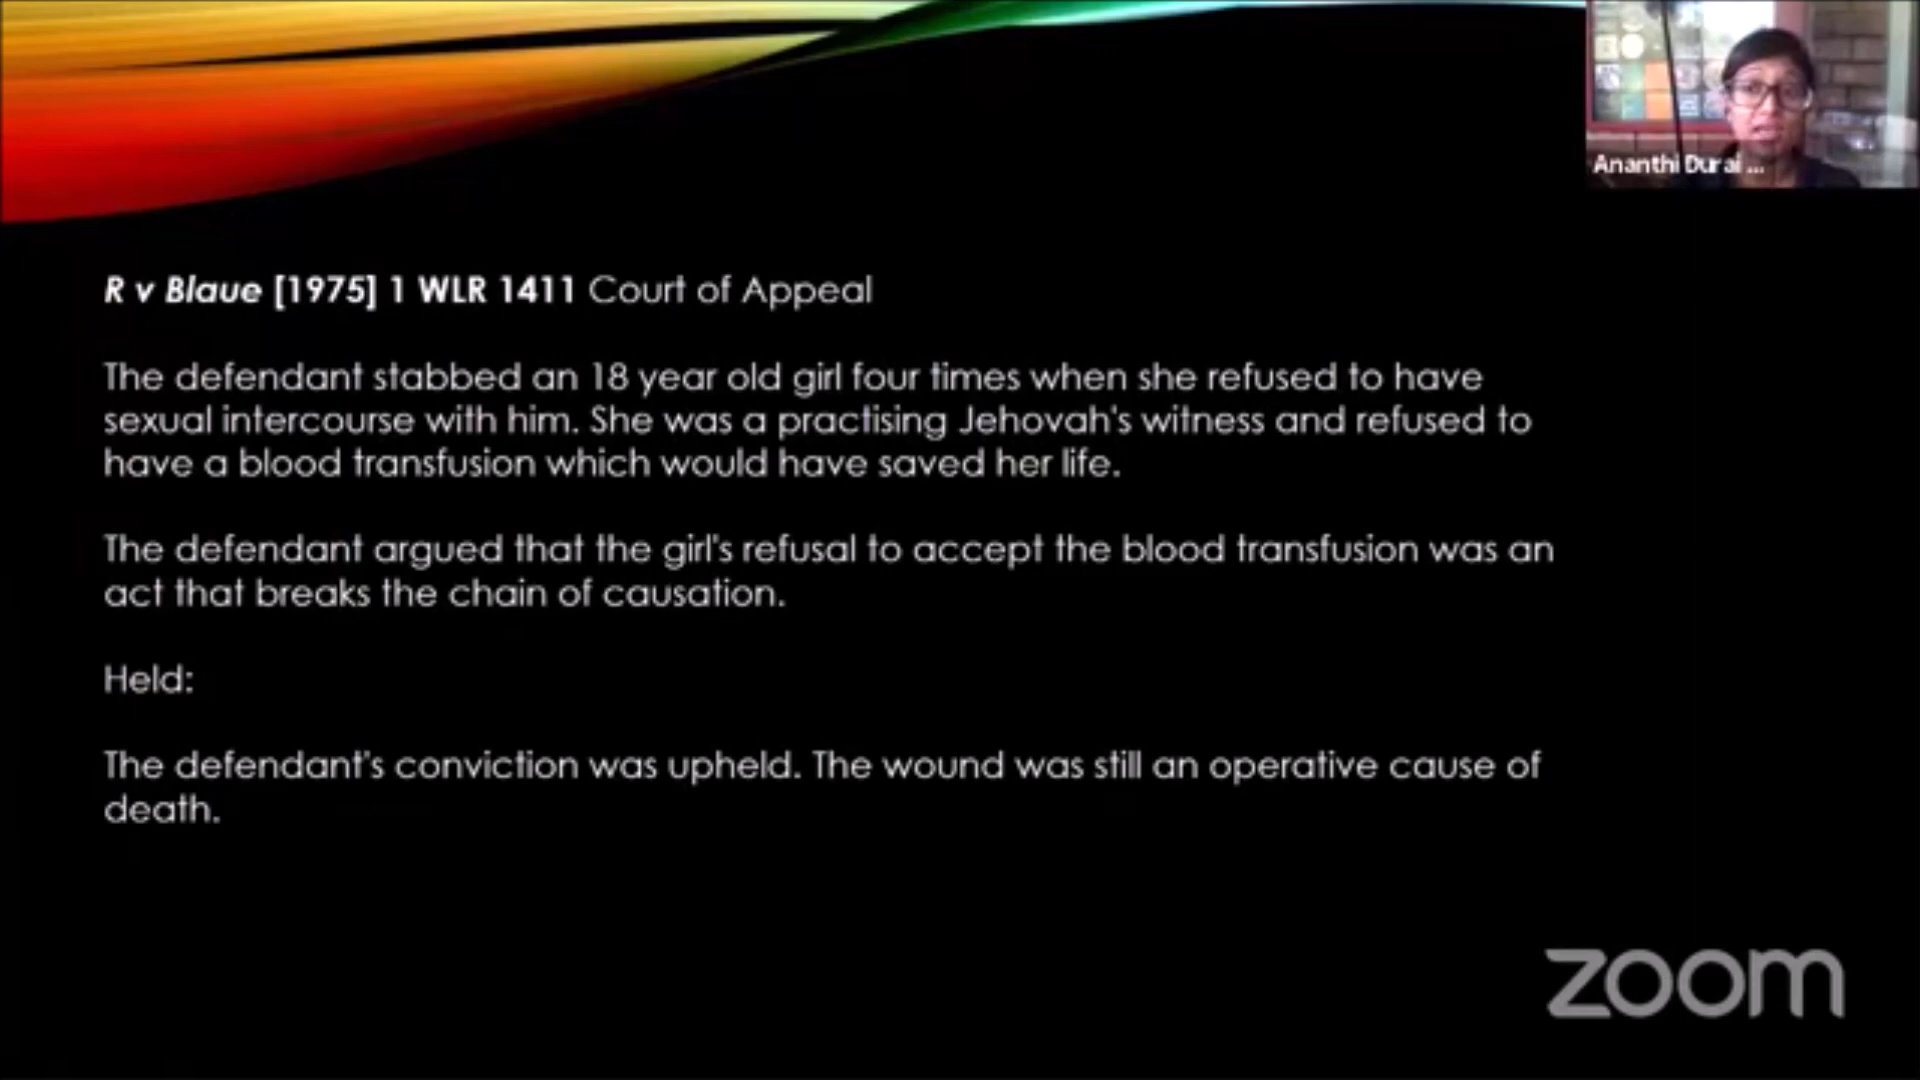 Ananthi Durai ...
R v Blaue [1975] 1 WLR 1411 Court of Appeal
The defendant stabbed an 18 year old girl four times when she refused to have
sexual intercourse with him. She was a practising Jehovah's witness and refused to
have a blood transfusion which would have saved her life.
The defendant argued that the girl's refusal to accept the blood transfusion was an
act that breaks the chain of causation.
Held:
The defendant's conviction was upheld. The wound was still an operative cause of
death.
zoom